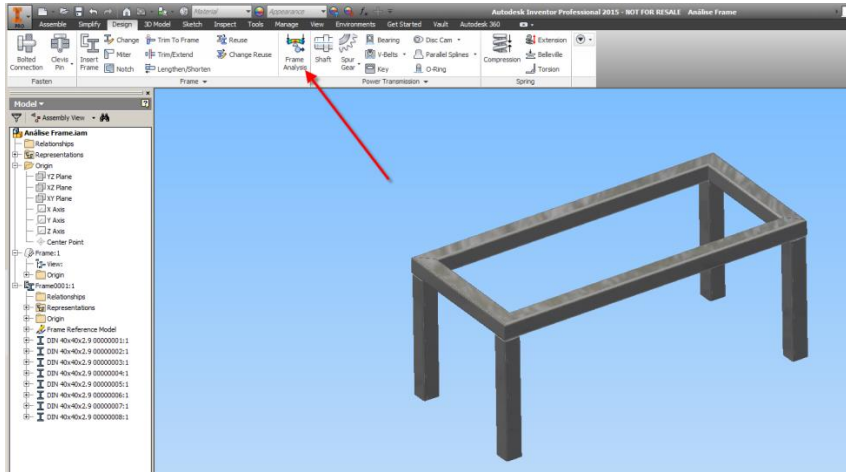 PRO
Material
Appearance
Autodesk Inventor Professional 2015 - NOT FOR RESALE Análise Frame
Assemble Simplify Design 3D Model Sketch Inspect Tools Manage View Environments Get Started Vault Autodesk 360
Bolted Connection
Clevis Pin
Insert Frame
Change
Miter
Notch
Trim To Frame
Trim/Extend
Lengthen/Shorten
Reuse
Change Reuse
Frame Analysis
Shaft
Spur Gear
Bearing
V-Belts
Key
Disc Cam
Parallel Splines
O-Ring
Compression
Extension
Belleville
Torsion
Fasten Frame Power Transmission Spring
Model
Assembly View
Análise Frame.iam
Relationships
Representations
Origin
YZ Plane
XZ Plane
XY Plane
X Axis
Y Axis
Z Axis
Center Point
Frame:1
View:
Origin
Frame0001:1
Relationships
Representations
Origin
Frame Reference Model
DIN 40x40x2.9 00000001:1
DIN 40x40x2.9 00000002:1
DIN 40x40x2.9 00000003:1
DIN 40x40x2.9 00000004:1
DIN 40x40x2.9 00000005:1
DIN 40x40x2.9 00000006:1
DIN 40x40x2.9 00000007:1
DIN 40x40x2.9 00000008:1